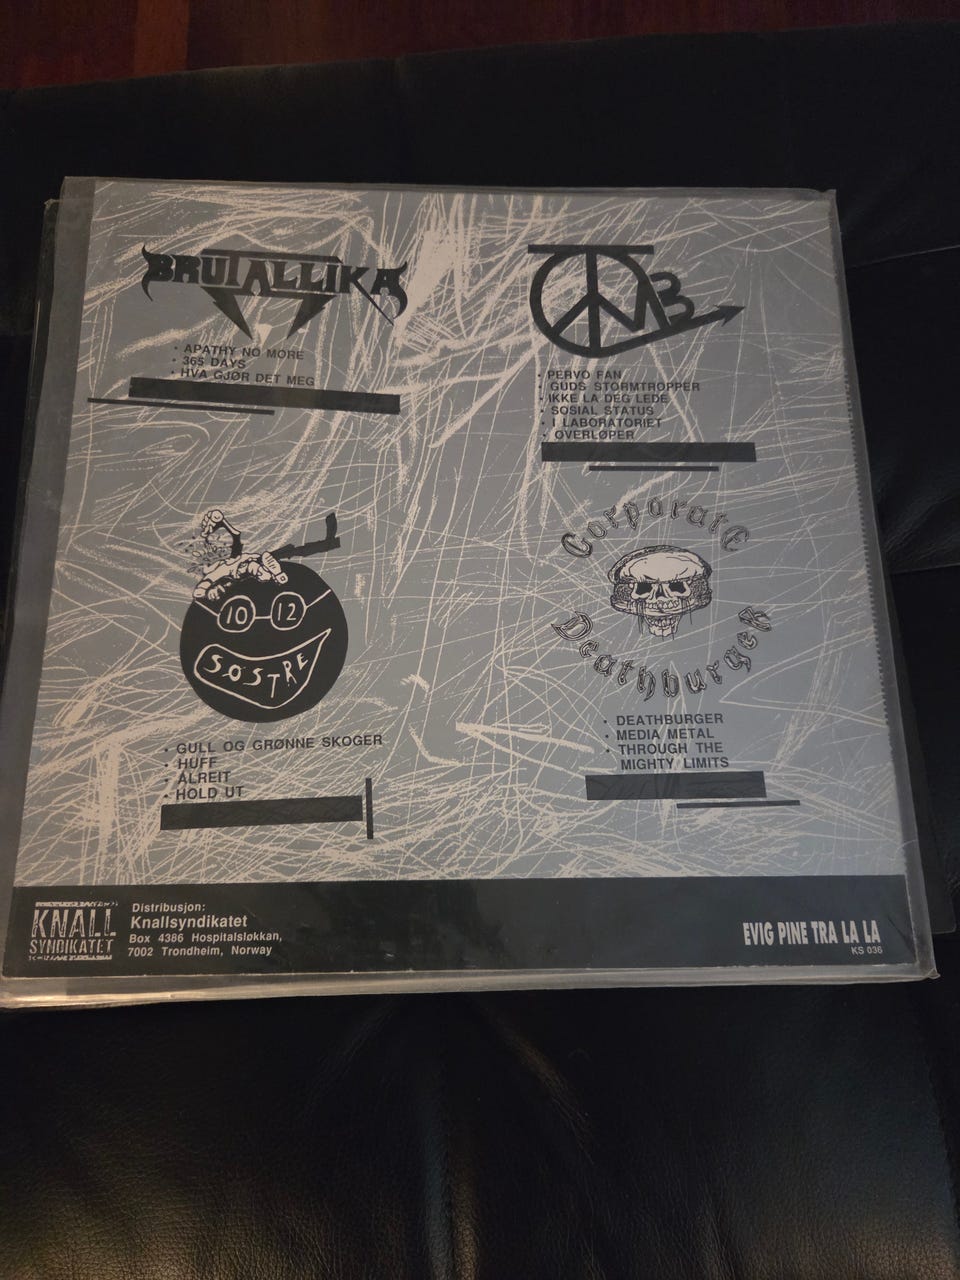 BRUTALLIKA
• APATHY NO MORE
• 365 DAYS
• HVA GJØR DET MEG
• PERVO FAN
• GUDS STORMTROPPER
• IKKE LA DEG LEDE
• SOSIAL STATUS
• I LABORATORIET
• OVERLØPER
10 12
SØSTRE
• GULL OG GRØNNE SKOGER
• HUFF
• ÅLREIT
• HOLD UT
Corporate
Deathburger
• DEATHBURGER
• MEDIA METAL
• THROUGH THE
MIGHTY LIMITS
KNALL
SYNDIKATET
Distribusjon:
Knallsyndikatet
Box 4386 Hospitalsløkkan,
7002 Trondheim, Norway
EVIG PINE TRA LA LA
KS 036